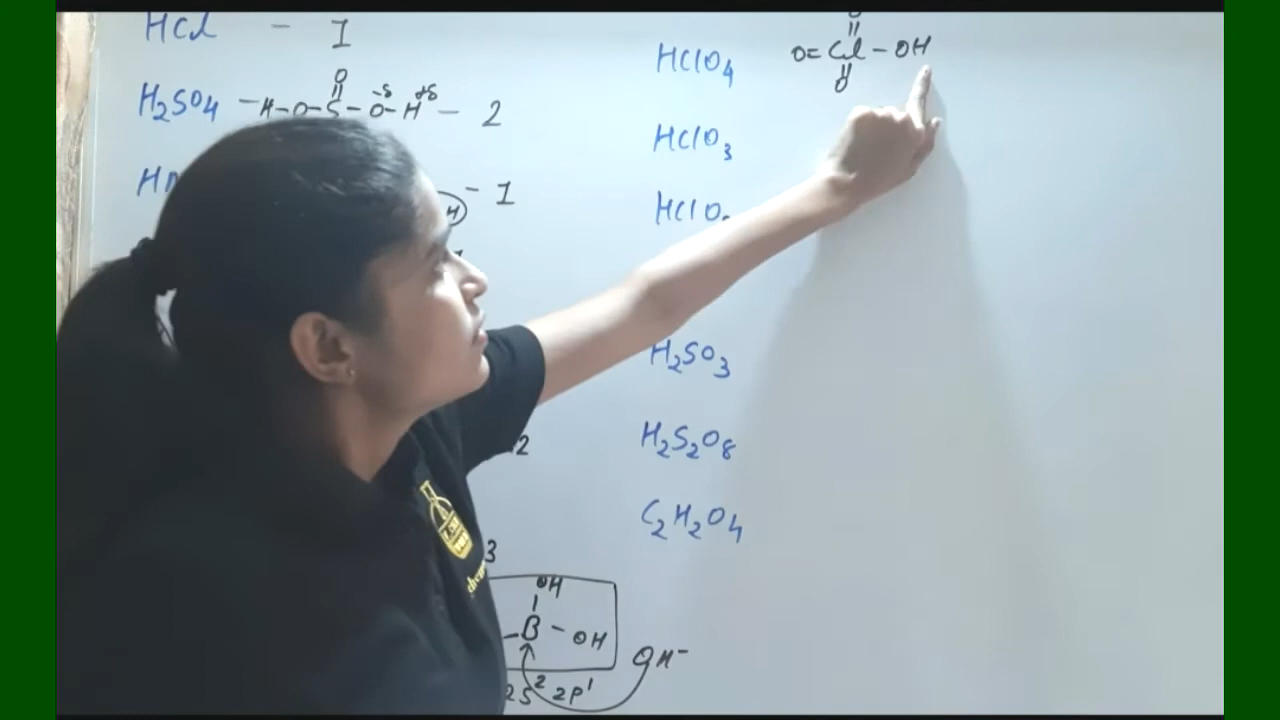 HCl - 1
H2SO4 - H-O-S-O-H - 2
O
-δ +δ
H - 1
2
3
OH
-B-OH
OH-
2s2 2p1
HClO4 O=Cl-OH
O
O
HClO3
HClO
H2SO3
H2S2O8
C2H2O4